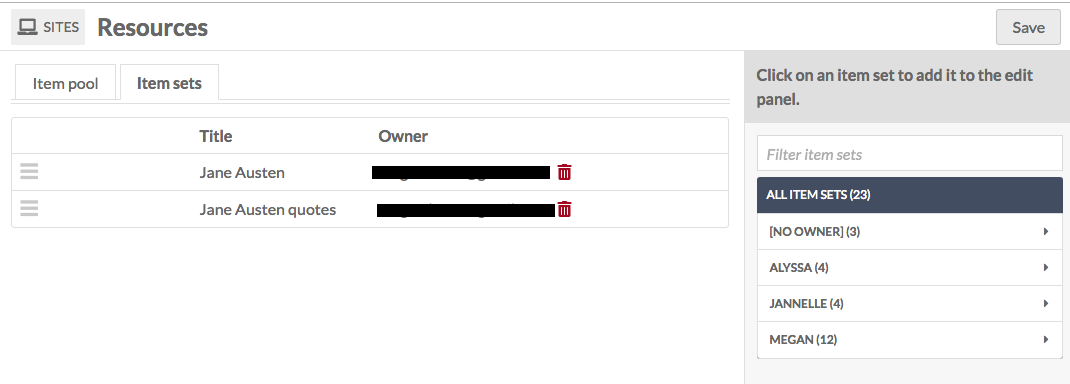 SITES Resources
Save
Item pool
Item sets
Title Owner
Jane Austen
Jane Austen quotes
Click on an item set to add it to the edit
panel.
Filter item sets
ALL ITEM SETS (23)
[NO OWNER] (3)
ALYSSA (4)
JANNELLE (4)
MEGAN (12)